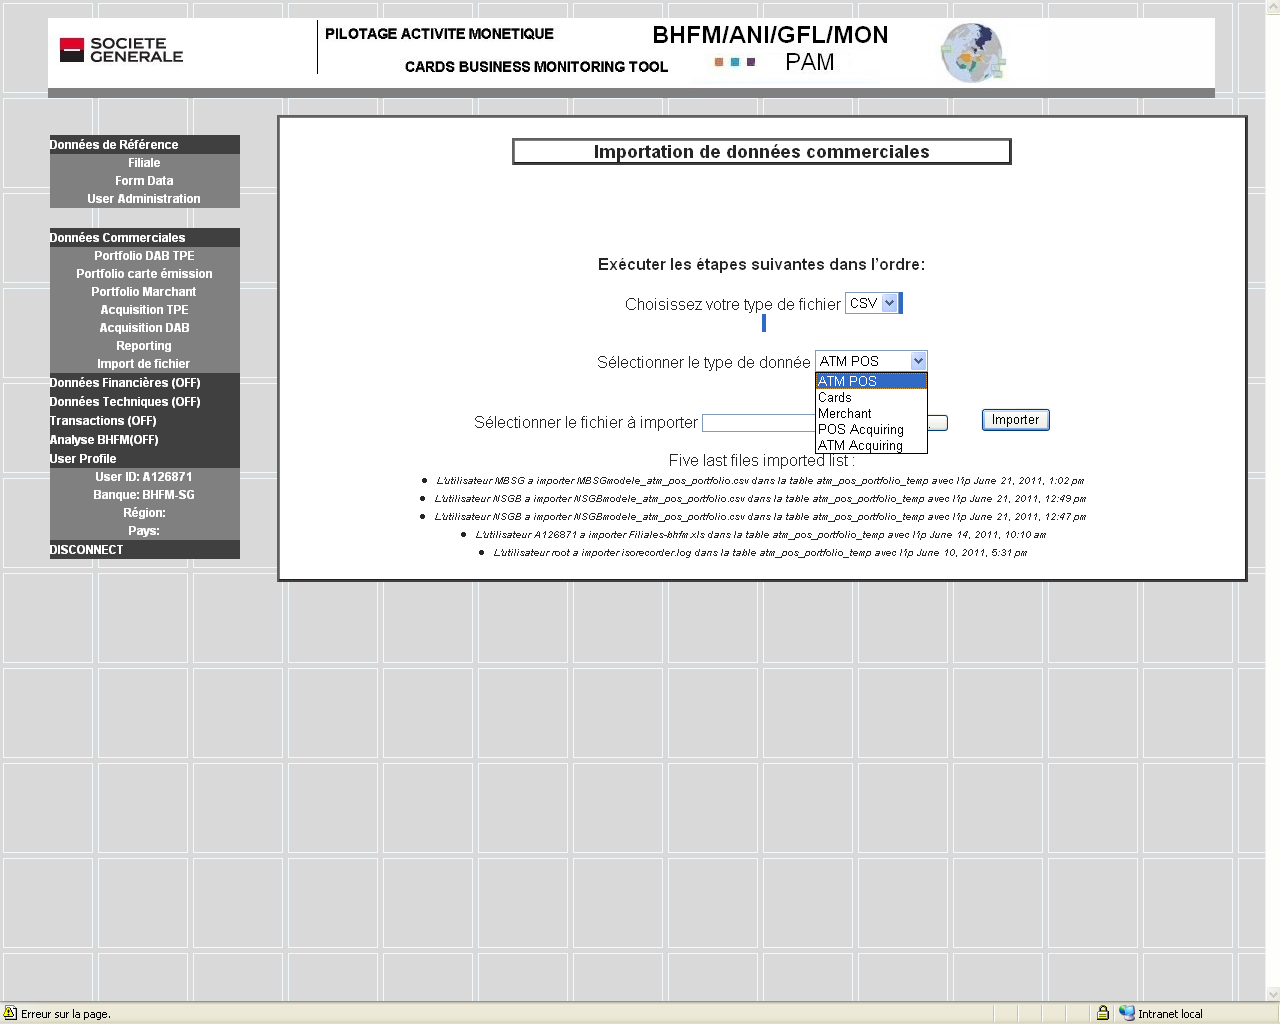 SOCIETE
GENERALE
PILOTAGE ACTIVITE MONETIQUE
CARDS BUSINESS MONITORING TOOL
BHFM/ANI/GFL/MON
PAM
Données de Référence
Filiale
Form Data
User Administration
Données Commerciales
Portfolio DAB TPE
Portfolio carte émission
Portfolio Marchant
Acquisition TPE
Acquisition DAB
Reporting
Import de fichier
Données Financières (OFF)
Données Techniques (OFF)
Transactions (OFF)
Analyse BHFM(OFF)
User Profile
User ID: A126871
Banque: BHFM-SG
Région:
Pays:
DISCONNECT
Importation de données commerciales
Exécuter les étapes suivantes dans l'ordre:
Choisissez votre type de fichier CSV
Sélectionner le type de donnée ATM POS
ATM POS
Cards
Merchant
POS Acquiring
ATM Acquiring
Sélectionner le fichier à importer
Importer
Five last files imported list :
L'utilisateur MBSG a importer MBSGmodele_atm_pos_portfolio.csv dans la table atm_pos_portfolio_temp avec l'ip June 21, 2011, 1:02 pm
L'utilisateur NSGB a importer NSGBmodele_atm_pos_portfolio.csv dans la table atm_pos_portfolio_temp avec l'ip June 21, 2011, 12:49 pm
L'utilisateur NSGB a importer NSGBmodele_atm_pos_portfolio.csv dans la table atm_pos_portfolio_temp avec l'ip June 21, 2011, 12:47 pm
L'utilisateur A126871 a importer Filiales-bhfm.xls dans la table atm_pos_portfolio_temp avec l'ip June 14, 2011, 10:10 am
L'utilisateur root a importer isorecorder.log dans la table atm_pos_portfolio_temp avec l'ip June 10, 2011, 5:31 pm
Erreur sur la page.
Intranet local